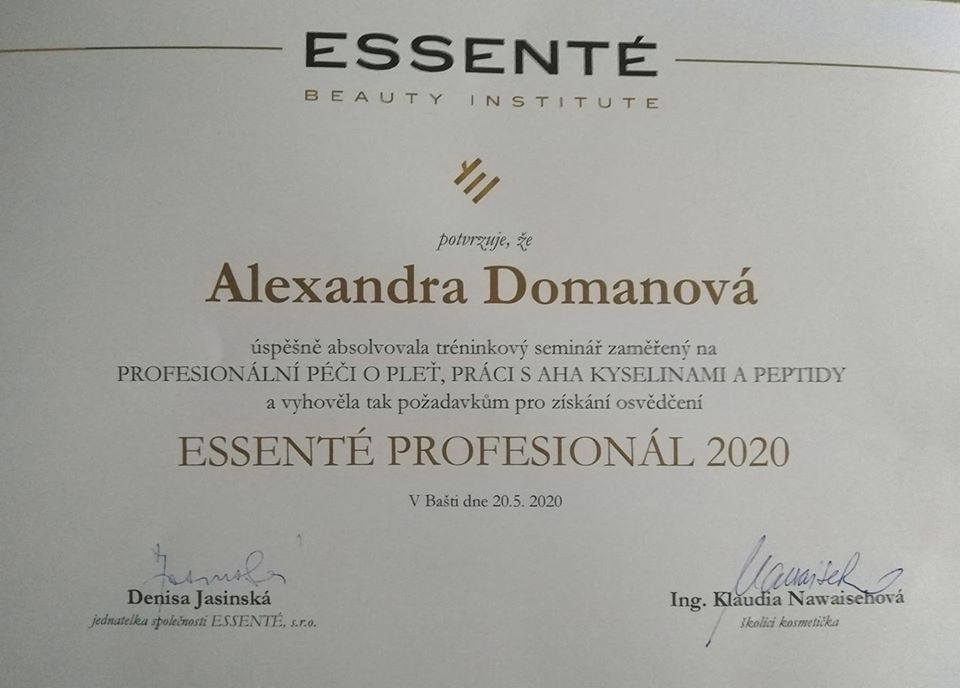 ESSENTÉ
BEAUTY INSTITUTE
potvrzuje, že
Alexandra Domanová
úspěšně absolvovala tréninkový seminář zaměřený na
PROFESIONÁLNÍ PÉČI O PLEŤ, PRÁCI S AHA KYSELINAMI A PEPTIDY
a vyhověla tak požadavkům pro získání osvědčení
ESSENTÉ PROFESIONÁL 2020
V Bašti dne 20.5. 2020
Denisa Jasinská
jednatelka společnosti ESSENTÉ, s.r.o.
Ing. Klaudia Nawaisehová
školící kosmetička